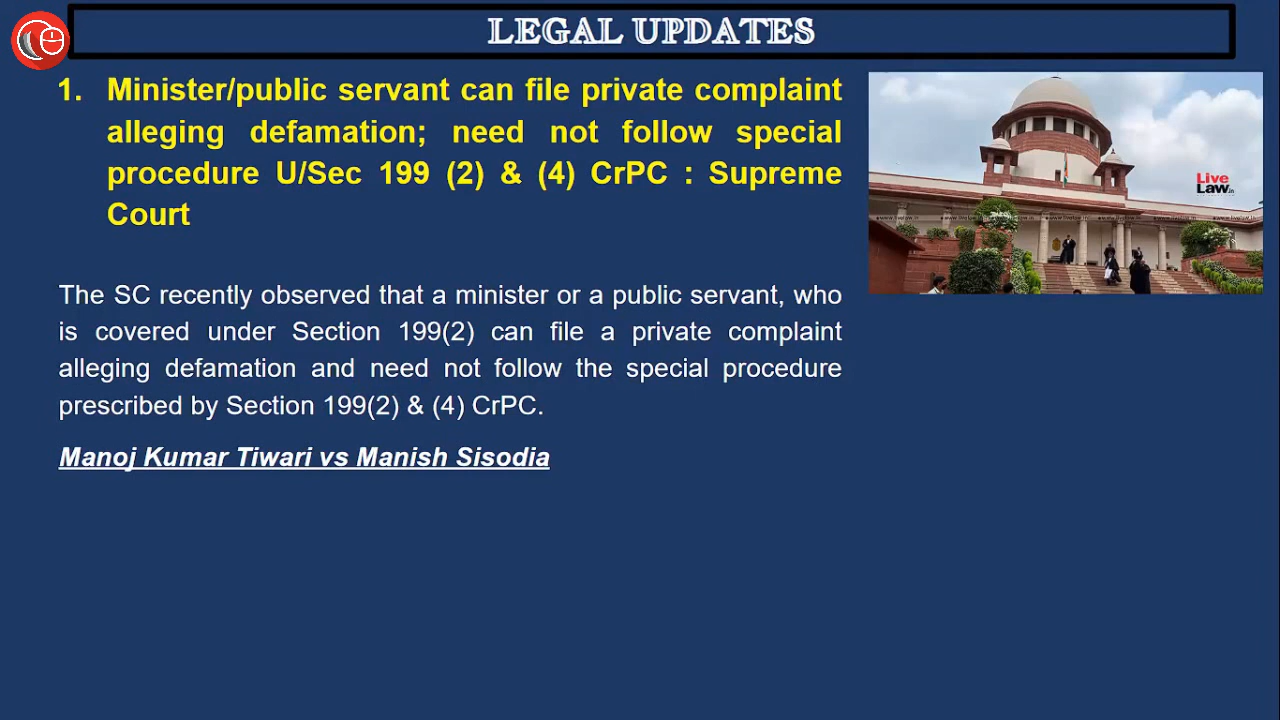 LEGAL UPDATES
1. Minister/public servant can file private complaint
alleging defamation; need not follow special
procedure U/Sec 199 (2) & (4) CrPC : Supreme
Court
Live
Law.in
The SC recently observed that a minister or a public servant, who
is covered under Section 199(2) can file a private complaint
alleging defamation and need not follow the special procedure
prescribed by Section 199(2) & (4) CrPC.
Manoj Kumar Tiwari vs Manish Sisodia